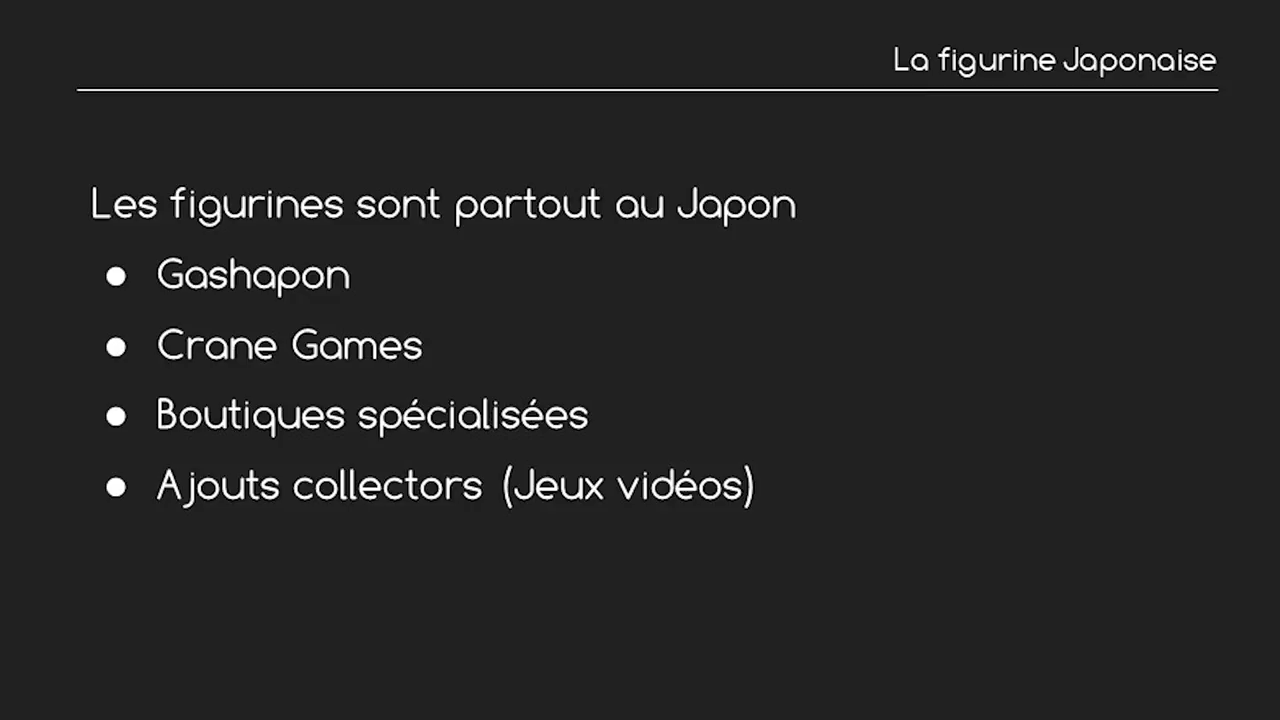 La figurine Japonaise
Les figurines sont partout au Japon
● Gashapon
● Crane Games
● Boutiques spécialisées
● Ajouts collectors (Jeux vidéos)